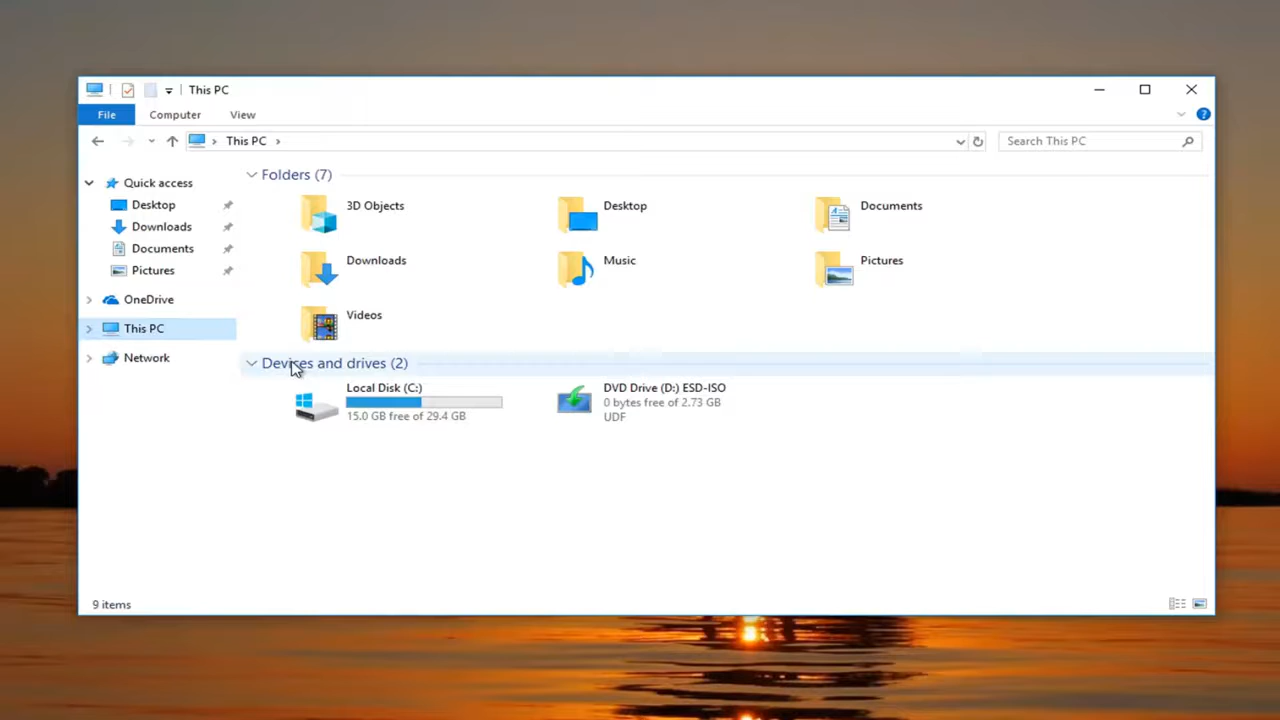 This PC
File Computer View
This PC
Search This PC
Quick access
Desktop
Downloads
Documents
Pictures
OneDrive
This PC
Network
Folders (7)
3D Objects
Desktop
Documents
Downloads
Music
Pictures
Videos
Devices and drives (2)
Local Disk (C:)
15.0 GB free of 29.4 GB
DVD Drive (D:) ESD-ISO
0 bytes free of 2.73 GB
UDF
9 items